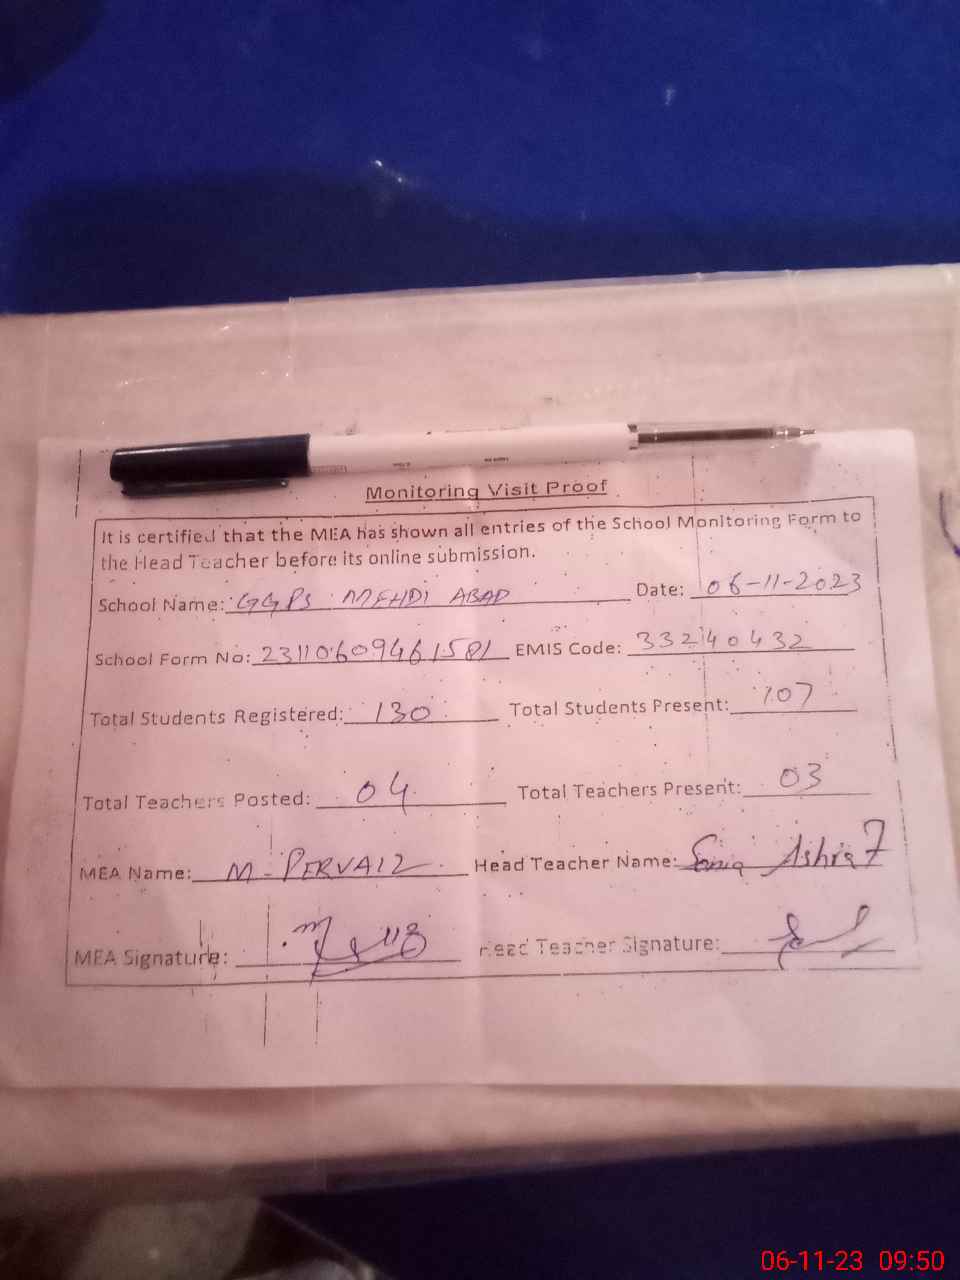 Monitoring Visit Proof
It is certified that the MEA has shown all entries of the School Monitoring Form to
the Head Teacher before its online submission.
School Name: GGPS MEHDI ABAD Date: 06-11-2023
School Form No: 23110609461581 EMIS Code: 33240432
Total Students Registered: 130 Total Students Present: 107
Total Teachers Posted: 04 Total Teachers Present: 03
MEA Name: M-PERVAIZ Head Teacher Name: Sonia Ashraf
MEA Signature: Head Teacher Signature:
06-11-23 09:50